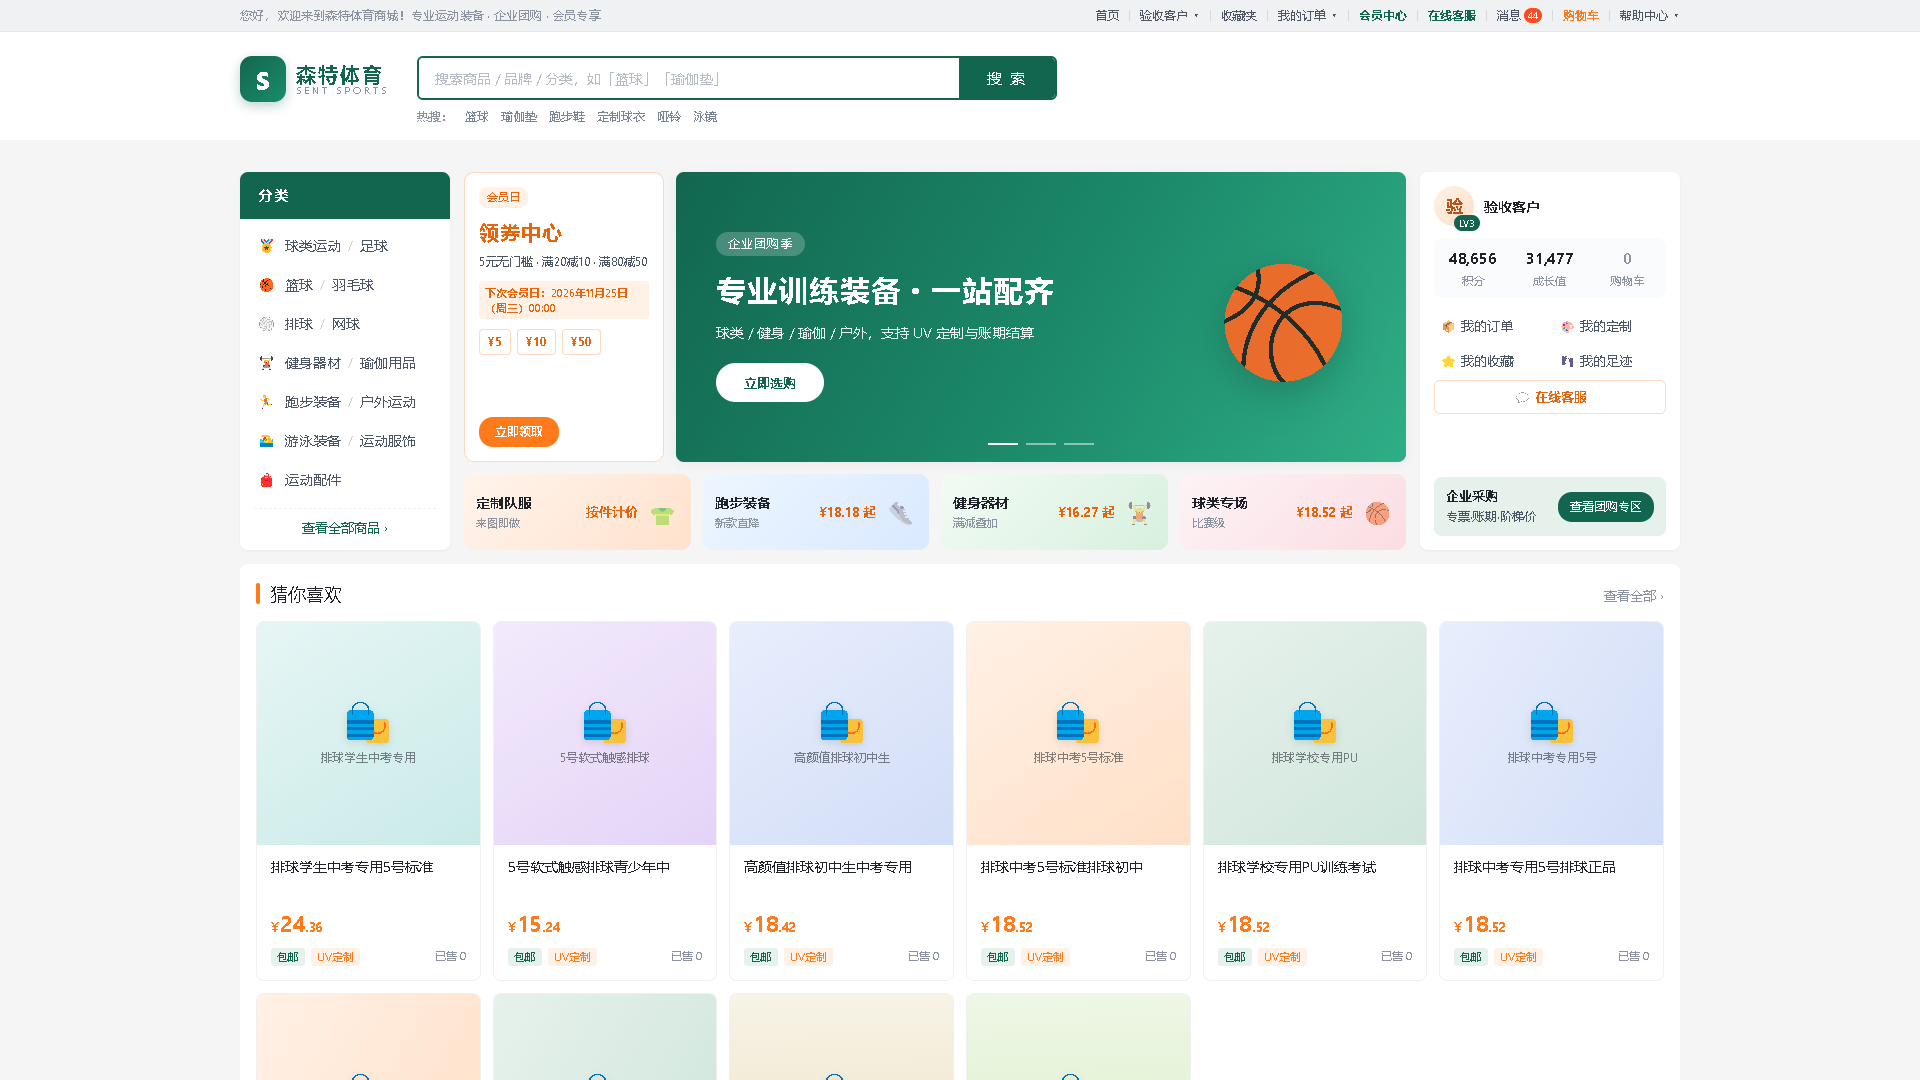 您好，欢迎来到森特体育商城！专业运动装备 · 企业团购 · 会员专享
首页 验收客户 收藏夹 我的订单 会员中心 在线客服 消息 44 购物车 帮助中心
S 森特体育
SENT SPORTS
搜索商品 / 品牌 / 分类，如「篮球」「瑜伽垫」 搜 索
热搜： 篮球 瑜伽垫 跑步鞋 定制球衣 哑铃 泳镜
分类
球类运动 / 足球
篮球 / 羽毛球
排球 / 网球
健身器材 / 瑜伽用品
跑步装备 / 户外运动
游泳装备 / 运动服饰
运动配件
查看全部商品 ›
会员日
领券中心
5元无门槛 · 满20减10 · 满80减50
下次会员日：2026年11月25日
（周三）00:00
¥5 ¥10 ¥50
立即领取
企业团购季
专业训练装备 · 一站配齐
球类 / 健身 / 瑜伽 / 户外，支持 UV 定制与账期结算
立即选购
定制队服
来图即做
按件计价
跑步装备
新款直降
¥18.18 起
健身器材
满减叠加
¥16.27 起
球类专场
比赛级
¥18.52 起
验 LV3 验收客户
48,656 31,477 0
积分 成长值 购物车
我的订单 我的定制
我的收藏 我的足迹
在线客服
企业采购
专票·账期·阶梯价
查看团购专区
猜你喜欢
查看全部 ›
排球学生中考专用 5号软式触感排球 高颜值排球初中生 排球中考5号标准 排球学校专用PU 排球中考专用5号
排球学生中考专用5号标准 5号软式触感排球青少年中 高颜值排球初中生中考专用 排球中考5号标准排球初中 排球学校专用PU训练考试 排球中考专用5号排球正品
¥24.36 ¥15.24 ¥18.42 ¥18.52 ¥18.52 ¥18.52
包邮 UV定制 已售 0 包邮 UV定制 已售 0 包邮 UV定制 已售 0 包邮 UV定制 已售 0 包邮 UV定制 已售 0 包邮 UV定制 已售 0